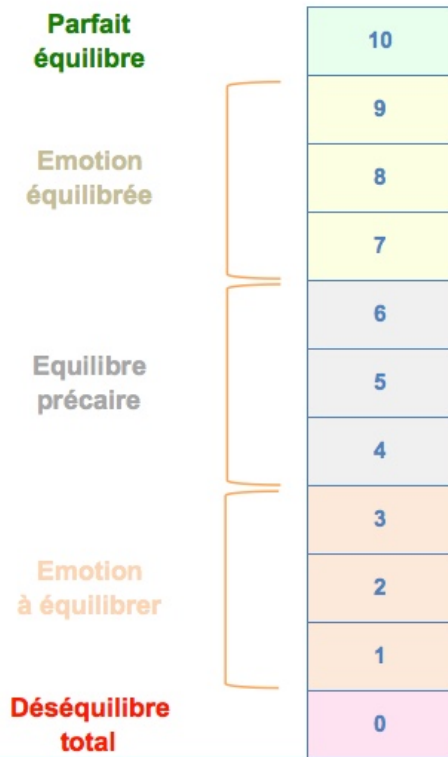 Parfait
équilibre
10
9
Emotion
équilibrée
8
7
6
Equilibre
précaire
5
4
3
Emotion
à équilibrer
2
1
Déséquilibre
total
0